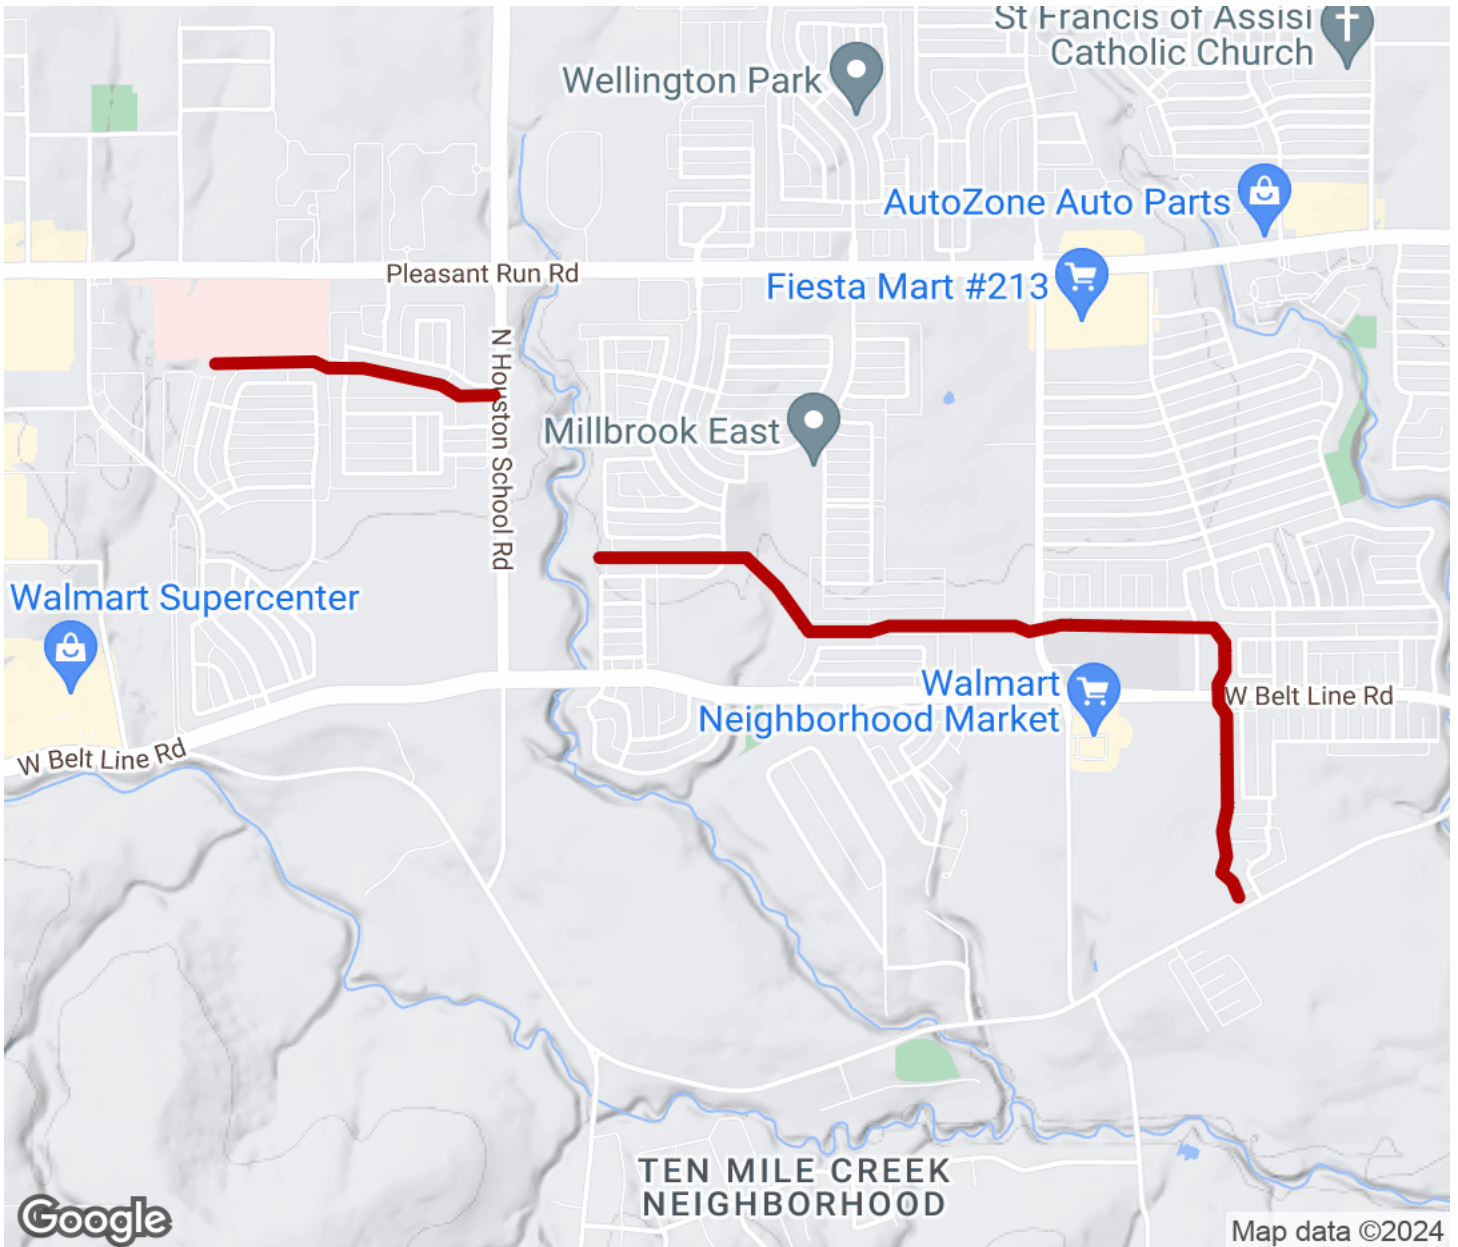 St Francis of Assisi
Catholic Church
Wellington Park
AutoZone Auto Parts
Pleasant Run Rd
Fiesta Mart #213
N Houston School Rd
Millbrook East
Walmart Supercenter
Walmart
Neighborhood Market
W Belt Line Rd
W Belt Line Rd
TEN MILE CREEK
NEIGHBORHOOD
Google
Map data ©2024